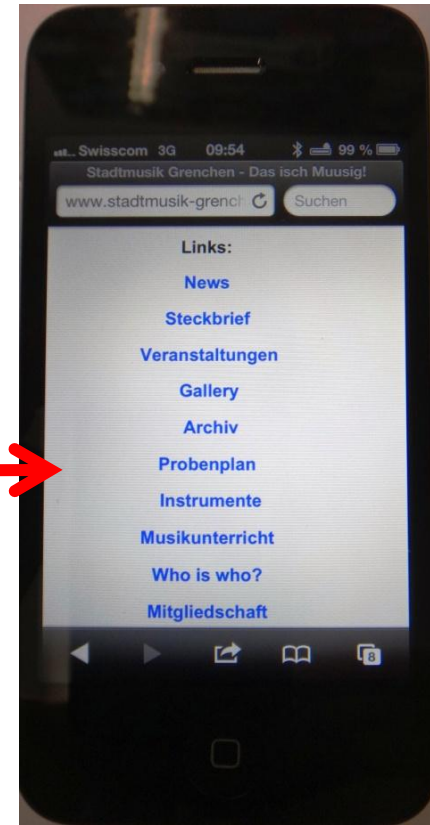 Swisscom 3G 09:54 99 %
Stadtmusik Grenchen - Das isch Muusig!
www.stadtmusik-grench Suchen
Links:
News
Steckbrief
Veranstaltungen
Gallery
Archiv
Probenplan
Instrumente
Musikunterricht
Who is who?
Mitgliedschaft
8